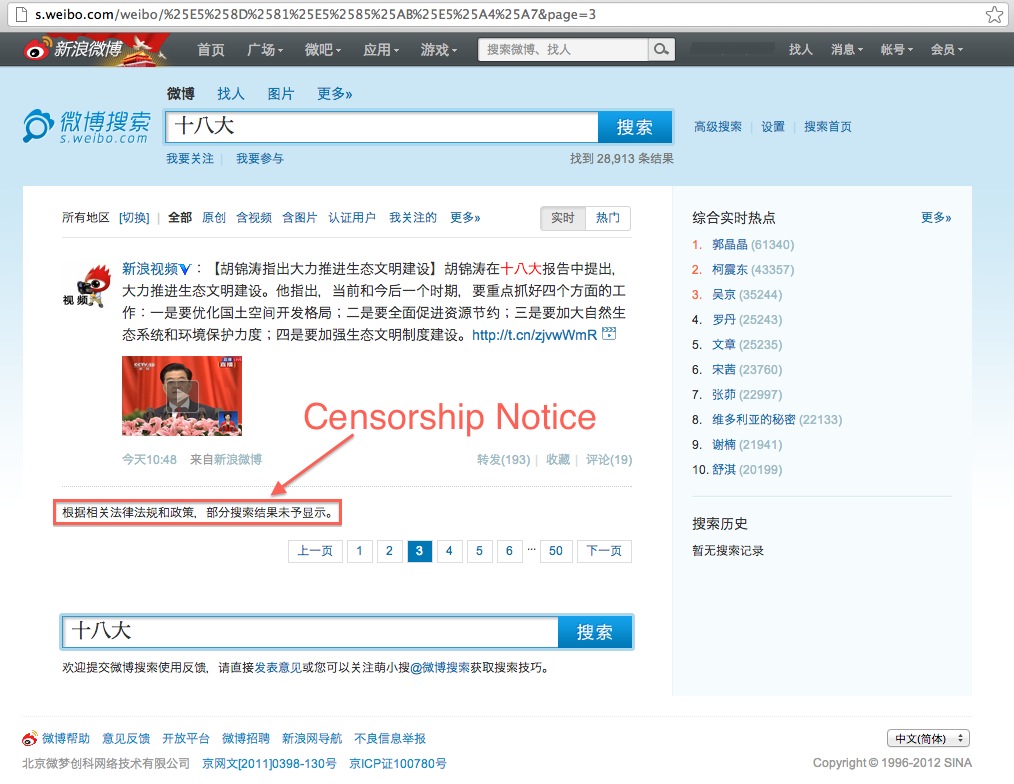 s.weibo.com/weibo/%25E5%258D%2581%25E5%2585%25AB%25E5%25A4%25A7&page=3
新浪微博 首页 广场 微吧 应用 游戏 搜索微博、找人 找人 消息 帐号 会员
微博 找人 图片 更多»
微博搜索 s.weibo.com 十八大 搜索 高级搜索 | 设置 | 搜索首页
我要关注 | 我要参与 找到 28,913 条结果
所有地区 [切换] | 全部 原创 含视频 含图片 认证用户 我关注的 更多» 实时 热门
新浪视频V：【胡锦涛指出大力推进生态文明建设】胡锦涛在十八大报告中提出,
大力推进生态文明建设。他指出, 当前和今后一个时期, 要重点抓好四个方面的工
作：一是要优化国土空间开发格局；二是要全面促进资源节约；三是要加大自然生
态系统和环境保护力度；四是要加强生态文明制度建设。http://t.cn/zjvwWmR
视频
Censorship Notice
今天10:48 来自新浪微博 转发(193) | 收藏 | 评论(19)
根据相关法律法规和政策, 部分搜索结果未予显示。
上一页 1 2 3 4 5 6 ... 50 下一页
十八大 搜索
欢迎提交微博搜索使用反馈, 请直接发表意见或您可以关注萌小搜@微博搜索获取搜索技巧。
综合实时热点 更多»
1. 郭晶晶 (61340)
2. 柯震东 (43357)
3. 吴京 (35244)
4. 罗丹 (25243)
5. 文章 (25235)
6. 宋茜 (23760)
7. 张茆 (22997)
8. 维多利亚的秘密 (22133)
9. 谢楠 (21941)
10. 舒淇 (20199)
搜索历史
暂无搜索记录
微博帮助 意见反馈 开放平台 微博招聘 新浪网导航 不良信息举报 中文(简体)
北京微梦创科网络技术有限公司 京网文[2011]0398-130号 京ICP证100780号 Copyright © 1996-2012 SINA